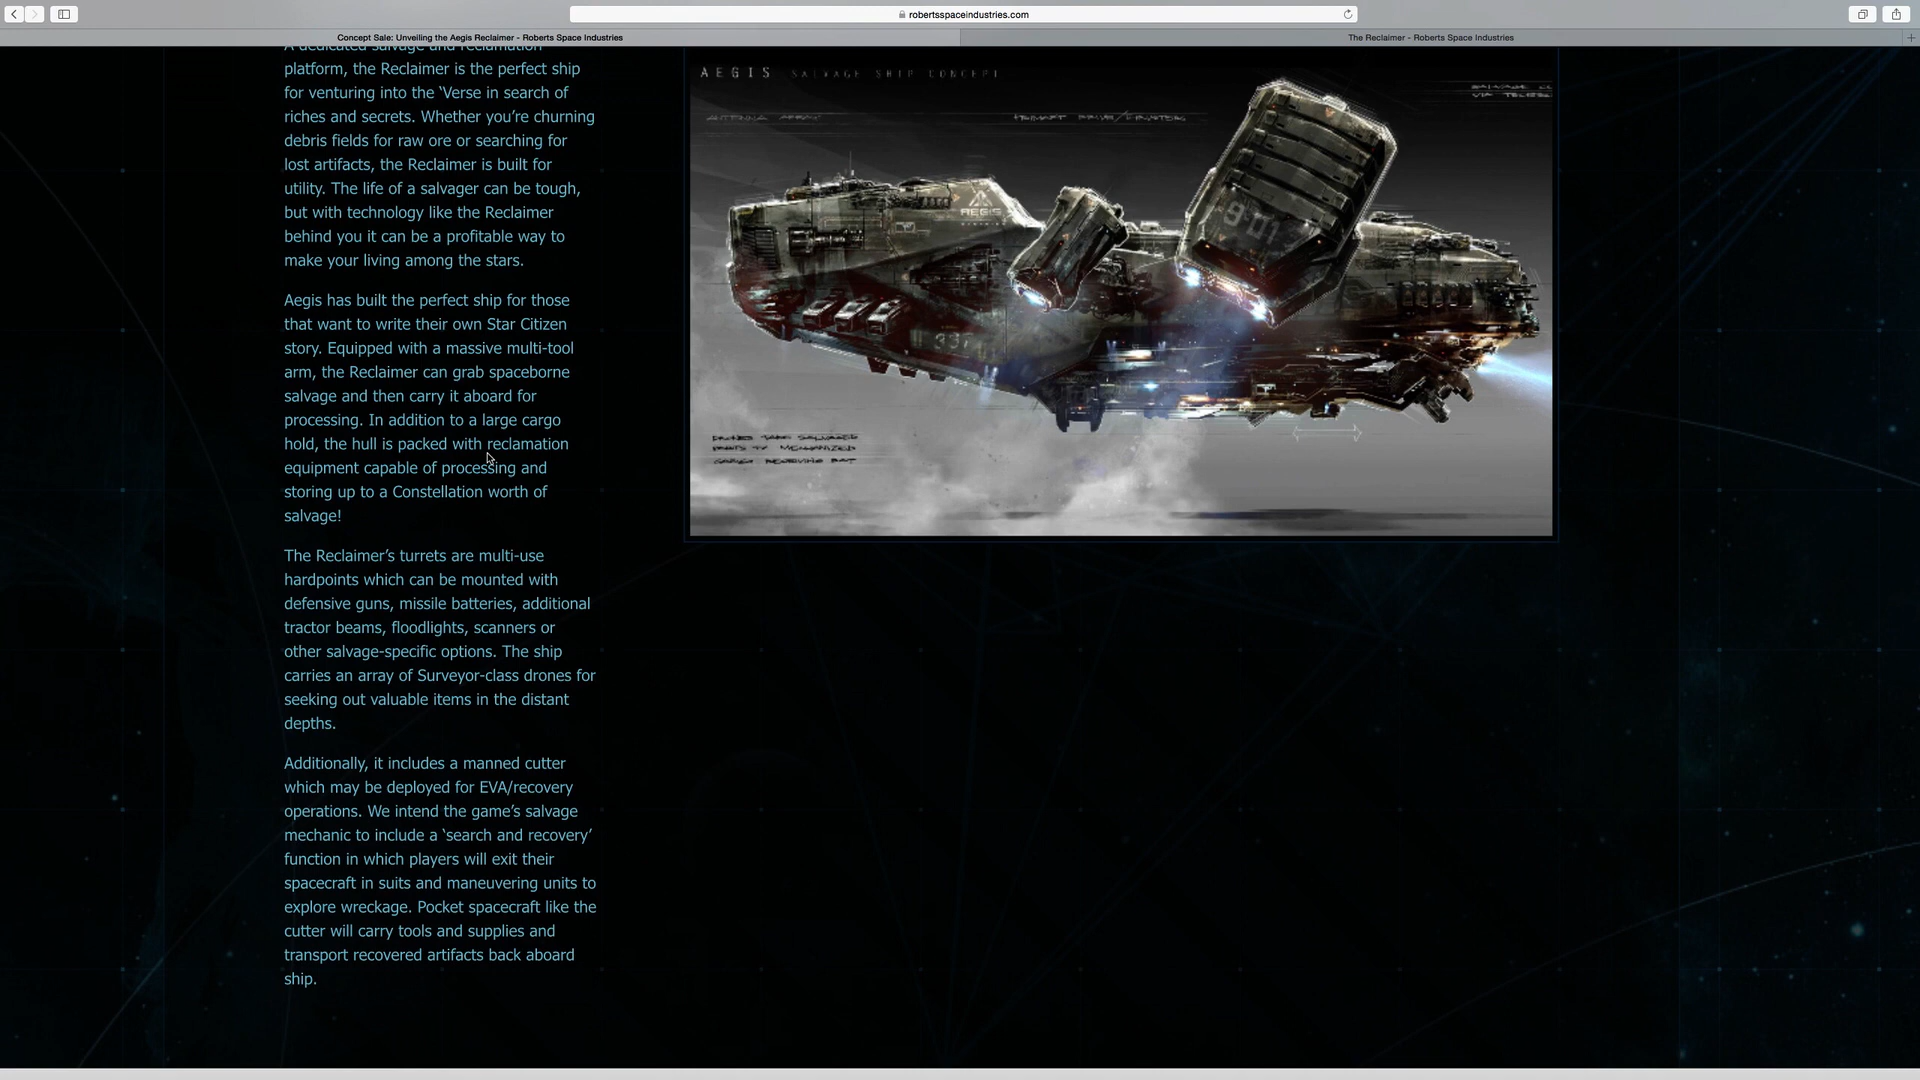 robertsspaceindustries.com
Concept Sale: Unveiling the Aegis Reclaimer - Roberts Space Industries
The Reclaimer - Roberts Space Industries
A dedicated salvage and reclamation
platform, the Reclaimer is the perfect ship
for venturing into the ‘Verse in search of
riches and secrets. Whether you’re churning
debris fields for raw ore or searching for
lost artifacts, the Reclaimer is built for
utility. The life of a salvager can be tough,
but with technology like the Reclaimer
behind you it can be a profitable way to
make your living among the stars.
Aegis has built the perfect ship for those
that want to write their own Star Citizen
story. Equipped with a massive multi-tool
arm, the Reclaimer can grab spaceborne
salvage and then carry it aboard for
processing. In addition to a large cargo
hold, the hull is packed with reclamation
equipment capable of processing and
storing up to a Constellation worth of
salvage!
The Reclaimer’s turrets are multi-use
hardpoints which can be mounted with
defensive guns, missile batteries, additional
tractor beams, floodlights, scanners or
other salvage-specific options. The ship
carries an array of Surveyor-class drones for
seeking out valuable items in the distant
depths.
Additionally, it includes a manned cutter
which may be deployed for EVA/recovery
operations. We intend the game’s salvage
mechanic to include a ‘search and recovery’
function in which players will exit their
spacecraft in suits and maneuvering units to
explore wreckage. Pocket spacecraft like the
cutter will carry tools and supplies and
transport recovered artifacts back aboard
ship.
AEGIS SALVAGE SHIP CONCEPT
ANTENNA ARRAY
AEGIS
9-01